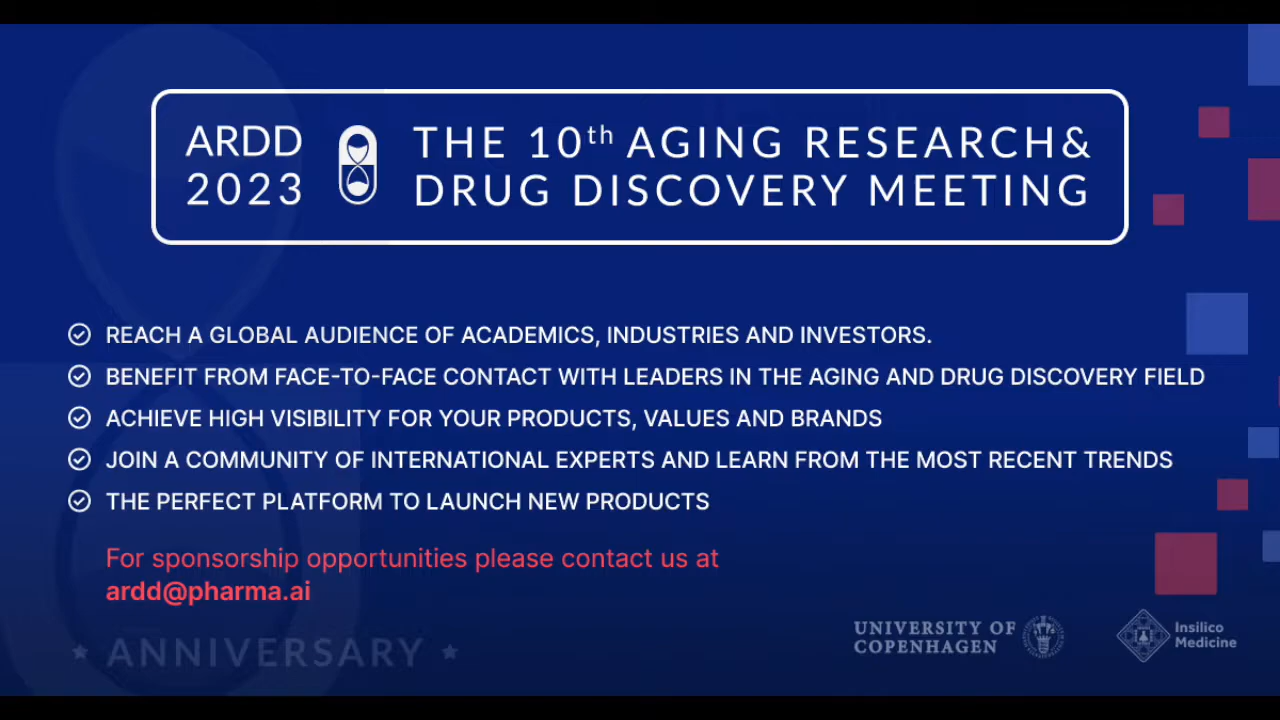 ARDD
2023
THE 10th AGING RESEARCH&
DRUG DISCOVERY MEETING
REACH A GLOBAL AUDIENCE OF ACADEMICS, INDUSTRIES AND INVESTORS.
BENEFIT FROM FACE-TO-FACE CONTACT WITH LEADERS IN THE AGING AND DRUG DISCOVERY FIELD
ACHIEVE HIGH VISIBILITY FOR YOUR PRODUCTS, VALUES AND BRANDS
JOIN A COMMUNITY OF INTERNATIONAL EXPERTS AND LEARN FROM THE MOST RECENT TRENDS
THE PERFECT PLATFORM TO LAUNCH NEW PRODUCTS
For sponsorship opportunities please contact us at
ardd@pharma.ai
ANNIVERSARY
UNIVERSITY OF
COPENHAGEN
Insilico
Medicine